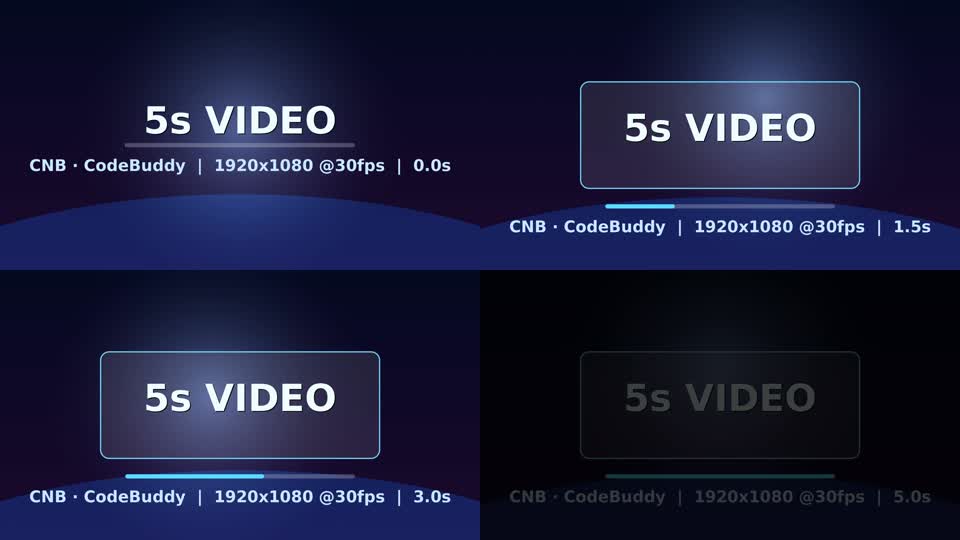 5s VIDEO
CNB · CodeBuddy | 1920x1080 @30fps | 0.0s
5s VIDEO
CNB · CodeBuddy | 1920x1080 @30fps | 1.5s
5s VIDEO
CNB · CodeBuddy | 1920x1080 @30fps | 3.0s
5s VIDEO
CNB · CodeBuddy | 1920x1080 @30fps | 5.0s